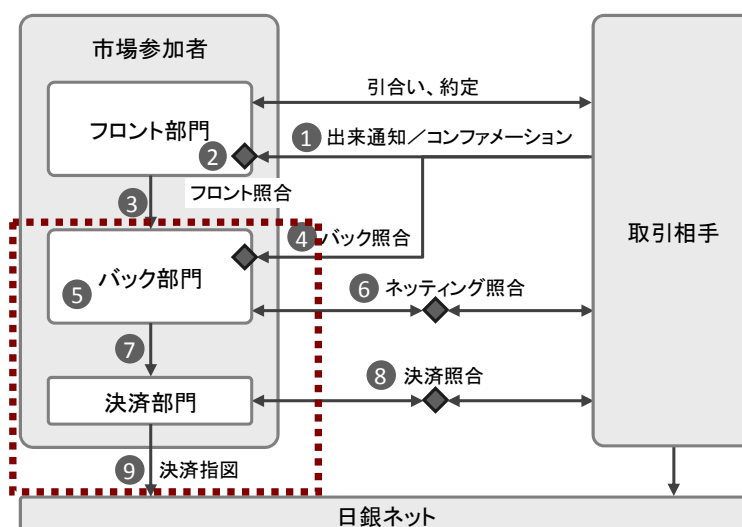 市場参加者
引合い、約定
フロント部門
1 出来通知／コンファメーション
2
フロント照合
3
4 バック照合
取引相手
バック部門
5
6 ネッティング照合
7
8 決済照合
決済部門
9 決済指図
日銀ネット